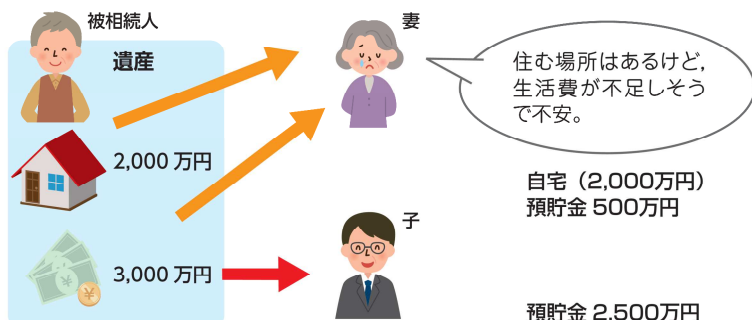 被相続人
遺産
2,000 万円
3,000 万円
妻
住む場所はあるけど，
生活費が不足しそう
で不安。
自宅（2,000万円）
預貯金 500万円
子
預貯金 2,500万円